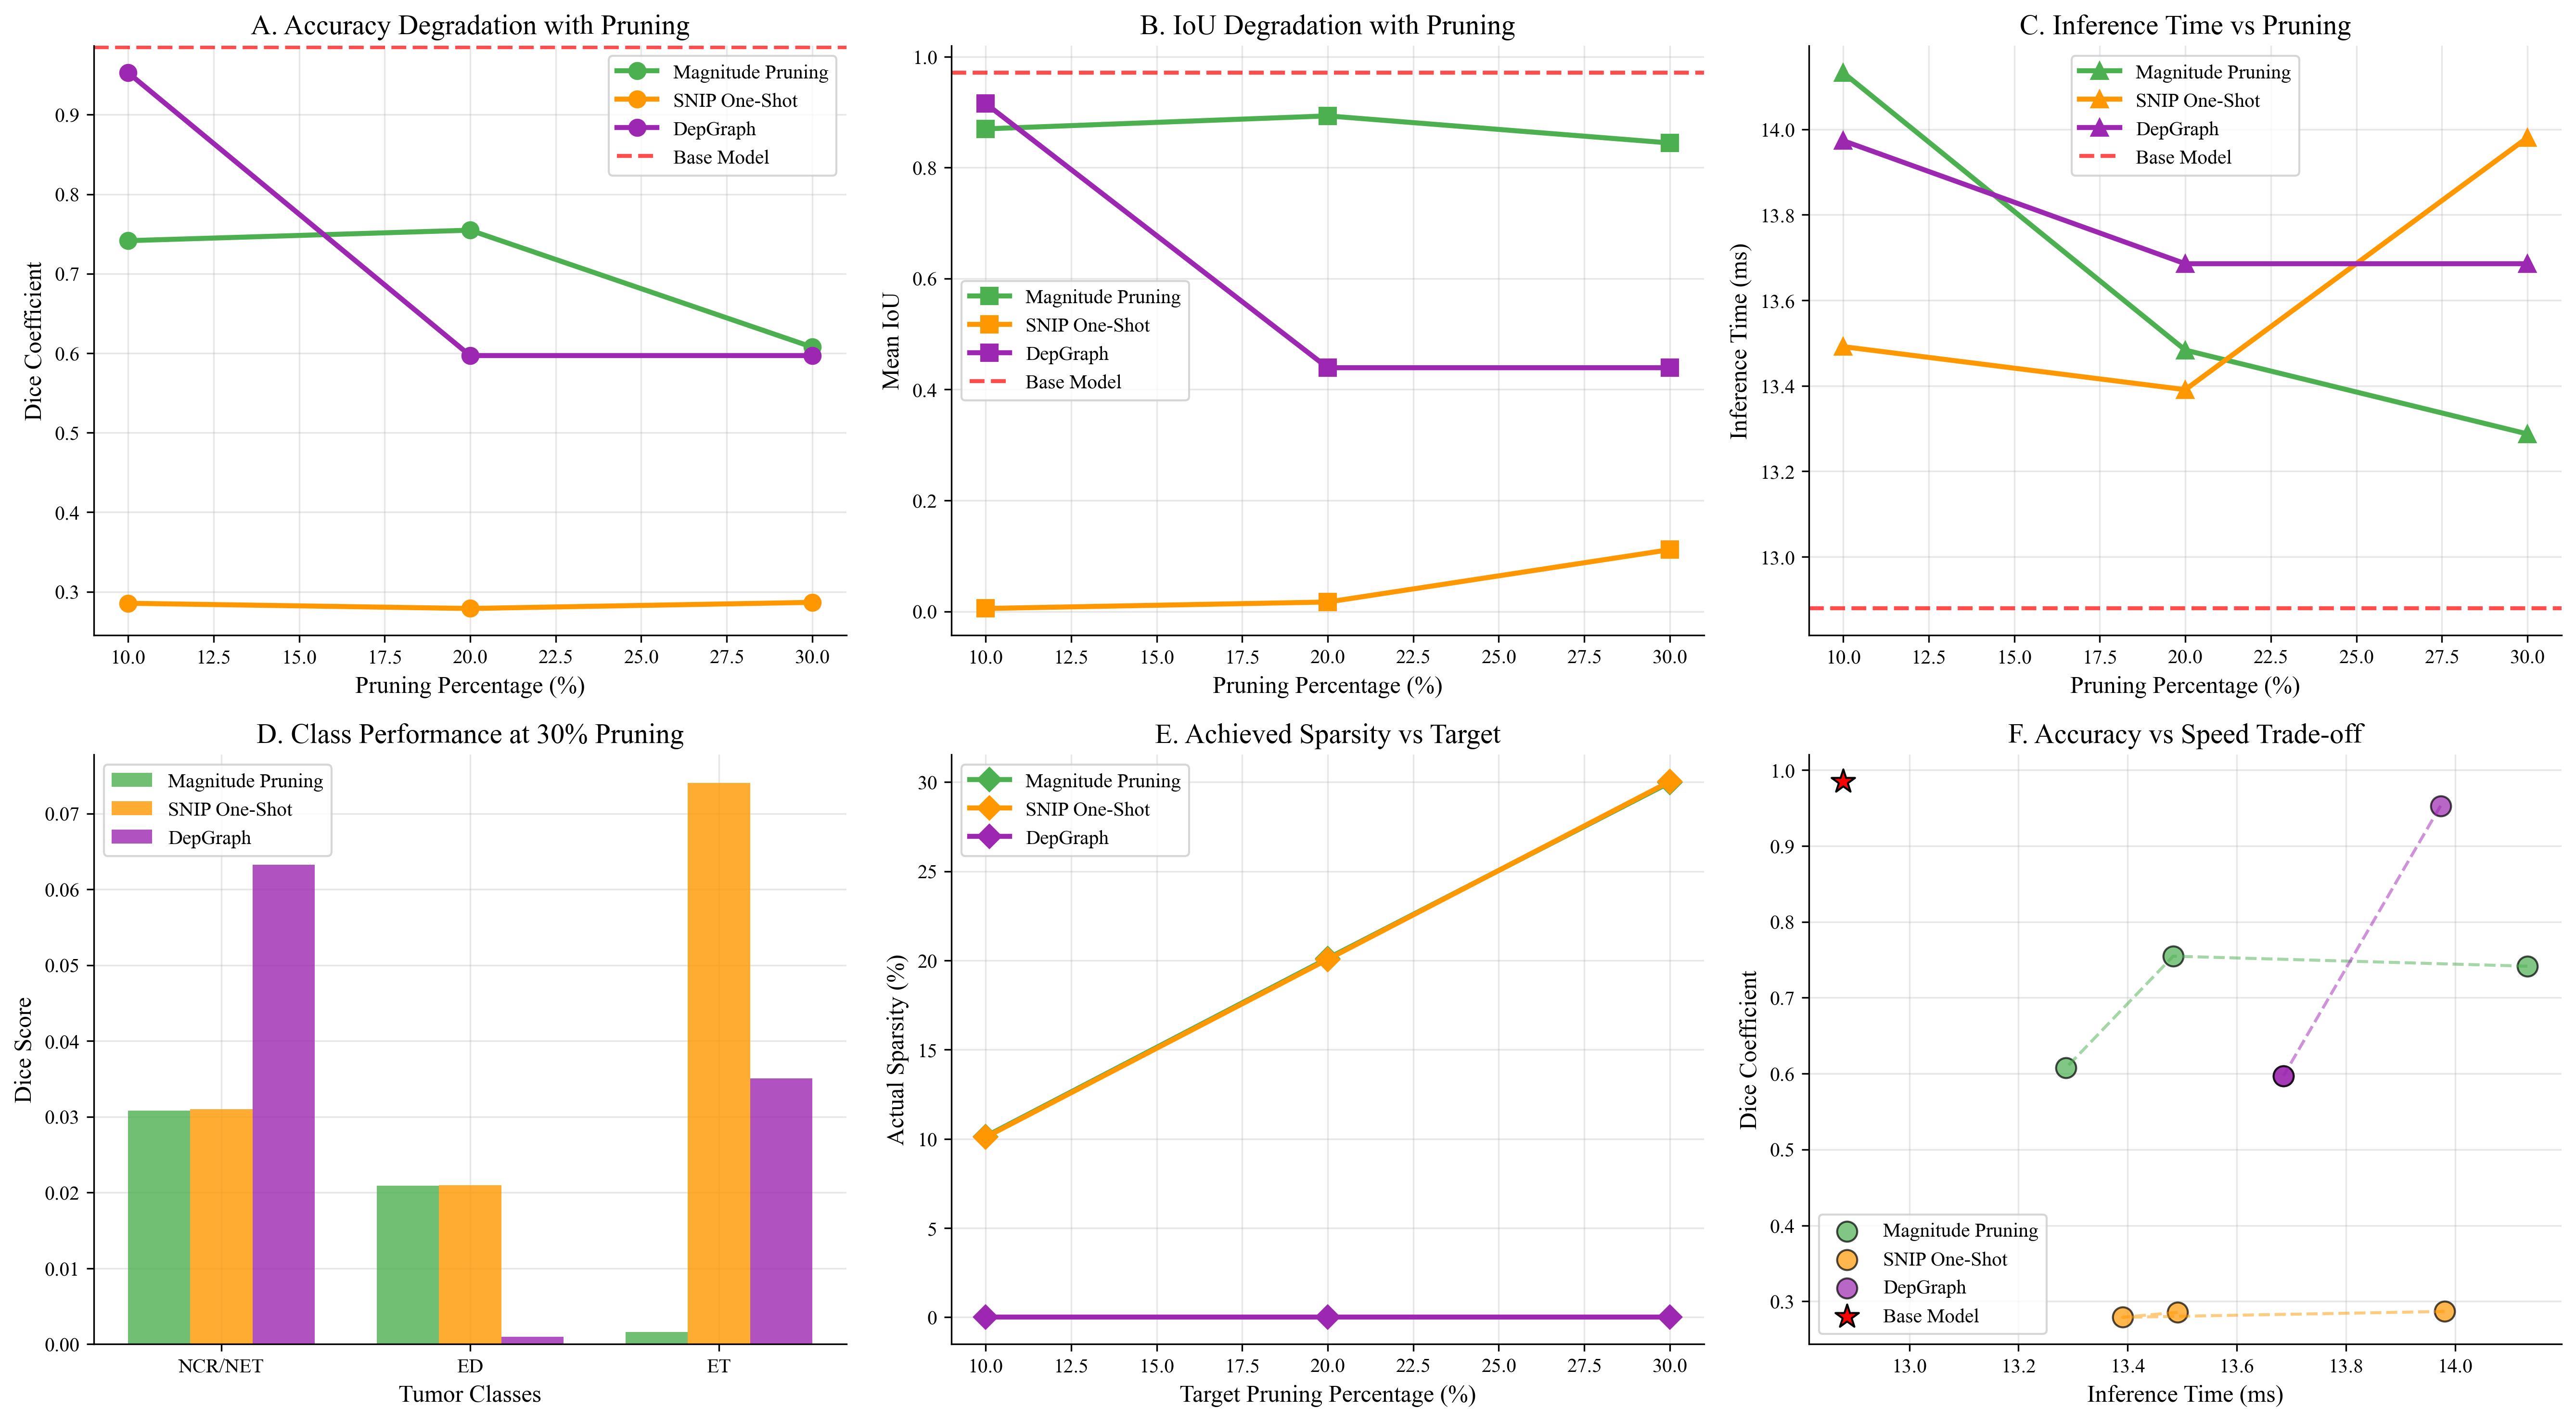 A. Accuracy Degradation with Pruning
Dice Coefficient
0.9
0.8
0.7
0.6
0.5
0.4
0.3
Magnitude Pruning
SNIP One-Shot
DepGraph
Base Model
10.0 12.5 15.0 17.5 20.0 22.5 25.0 27.5 30.0
Pruning Percentage (%)
B. IoU Degradation with Pruning
Mean IoU
1.0
0.8
0.6
0.4
0.2
0.0
Magnitude Pruning
SNIP One-Shot
DepGraph
Base Model
10.0 12.5 15.0 17.5 20.0 22.5 25.0 27.5 30.0
Pruning Percentage (%)
C. Inference Time vs Pruning
Inference Time (ms)
14.0
13.8
13.6
13.4
13.2
13.0
Magnitude Pruning
SNIP One-Shot
DepGraph
Base Model
10.0 12.5 15.0 17.5 20.0 22.5 25.0 27.5 30.0
Pruning Percentage (%)
D. Class Performance at 30% Pruning
Dice Score
0.07
0.06
0.05
0.04
0.03
0.02
0.01
0.00
Magnitude Pruning
SNIP One-Shot
DepGraph
NCR/NET ED ET
Tumor Classes
E. Achieved Sparsity vs Target
Actual Sparsity (%)
30
25
20
15
10
5
0
Magnitude Pruning
SNIP One-Shot
DepGraph
10.0 12.5 15.0 17.5 20.0 22.5 25.0 27.5 30.0
Target Pruning Percentage (%)
F. Accuracy vs Speed Trade-off
Dice Coefficient
1.0
0.9
0.8
0.7
0.6
0.5
0.4
0.3
Magnitude Pruning
SNIP One-Shot
DepGraph
Base Model
13.0 13.2 13.4 13.6 13.8 14.0
Inference Time (ms)